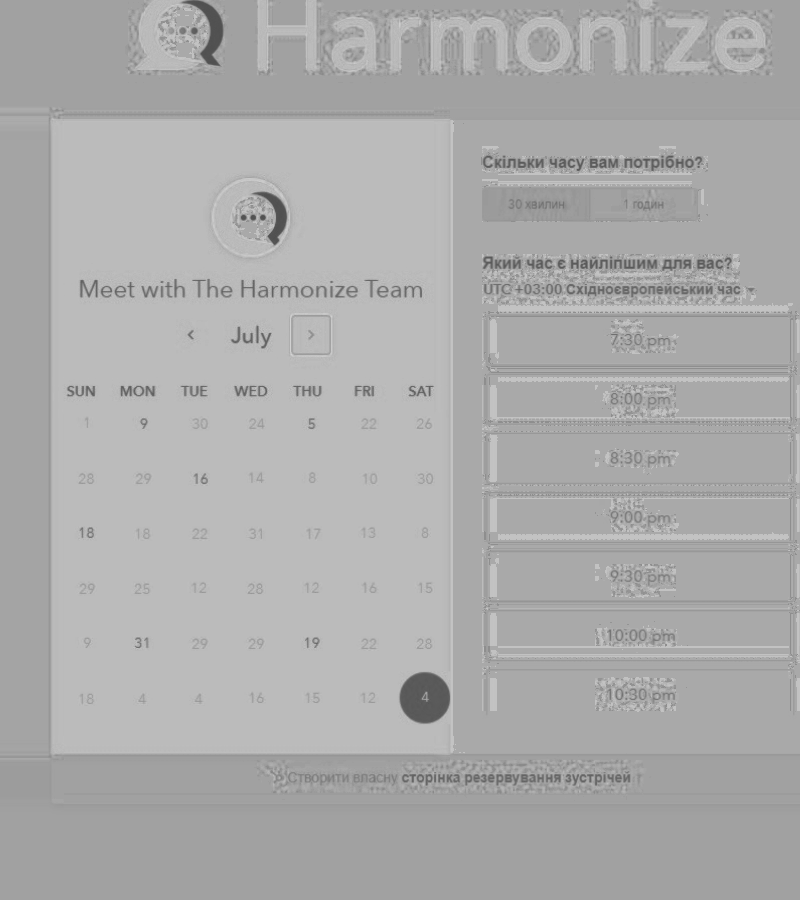 Harmonize
Meet with The Harmonize Team
July
SUN MON TUE WED THU FRI SAT
1 9 30 24 5 22 26
28 29 16 14 8 10 30
18 18 22 31 17 13 8
29 25 12 28 12 16 15
9 31 29 29 19 22 28
18 4 4 16 15 12 4
Скільки часу вам потрібно?
30 хвилин 1 годин
Який час є найліпшим для вас?
UTC +03:00 Східноєвропейський час
7:30 pm
8:00 pm
8:30 pm
9:00 pm
9:30 pm
10:00 pm
10:30 pm
Створити власну сторінка резервування зустрічей